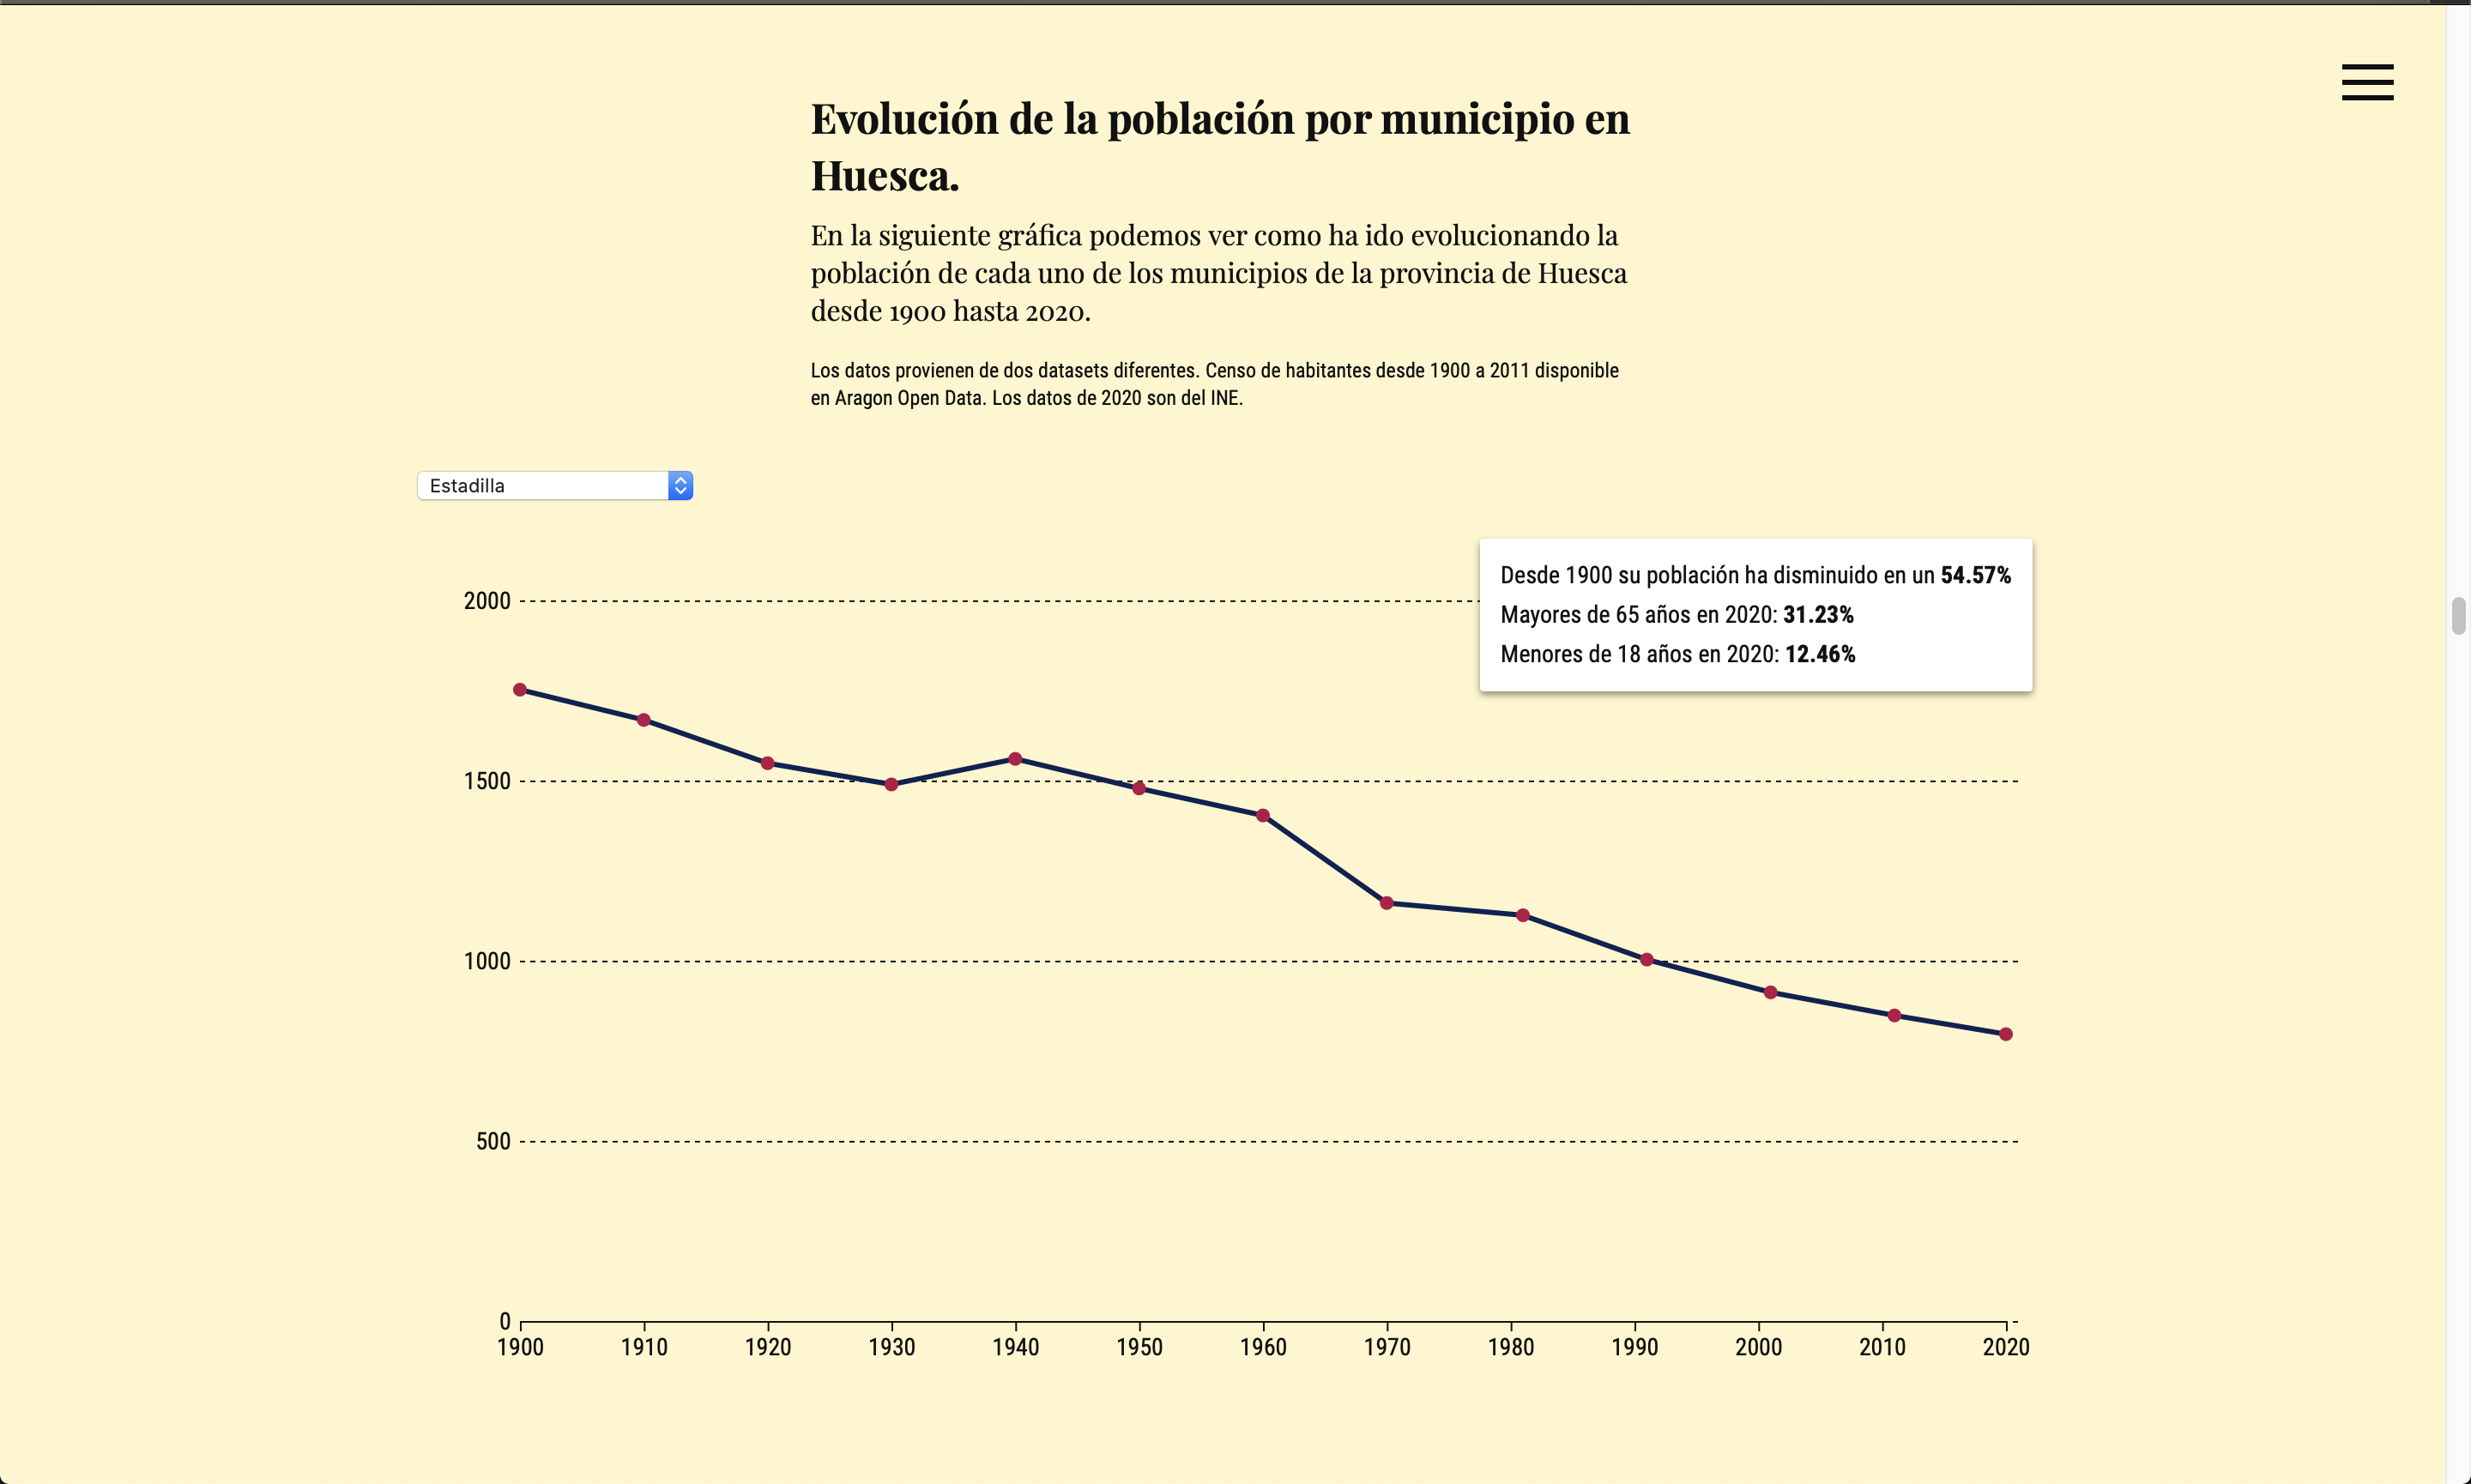 Evolución de la población por municipio en
Huesca.
En la siguiente gráfica podemos ver como ha ido evolucionando la
población de cada uno de los municipios de la provincia de Huesca
desde 1900 hasta 2020.
Los datos provienen de dos datasets diferentes. Censo de habitantes desde 1900 a 2011 disponible
en Aragon Open Data. Los datos de 2020 son del INE.
Estadilla
Desde 1900 su población ha disminuido en un 54.57%
Mayores de 65 años en 2020: 31.23%
Menores de 18 años en 2020: 12.46%
2000
1500
1000
500
0
1900 1910 1920 1930 1940 1950 1960 1970 1980 1990 2000 2010 2020